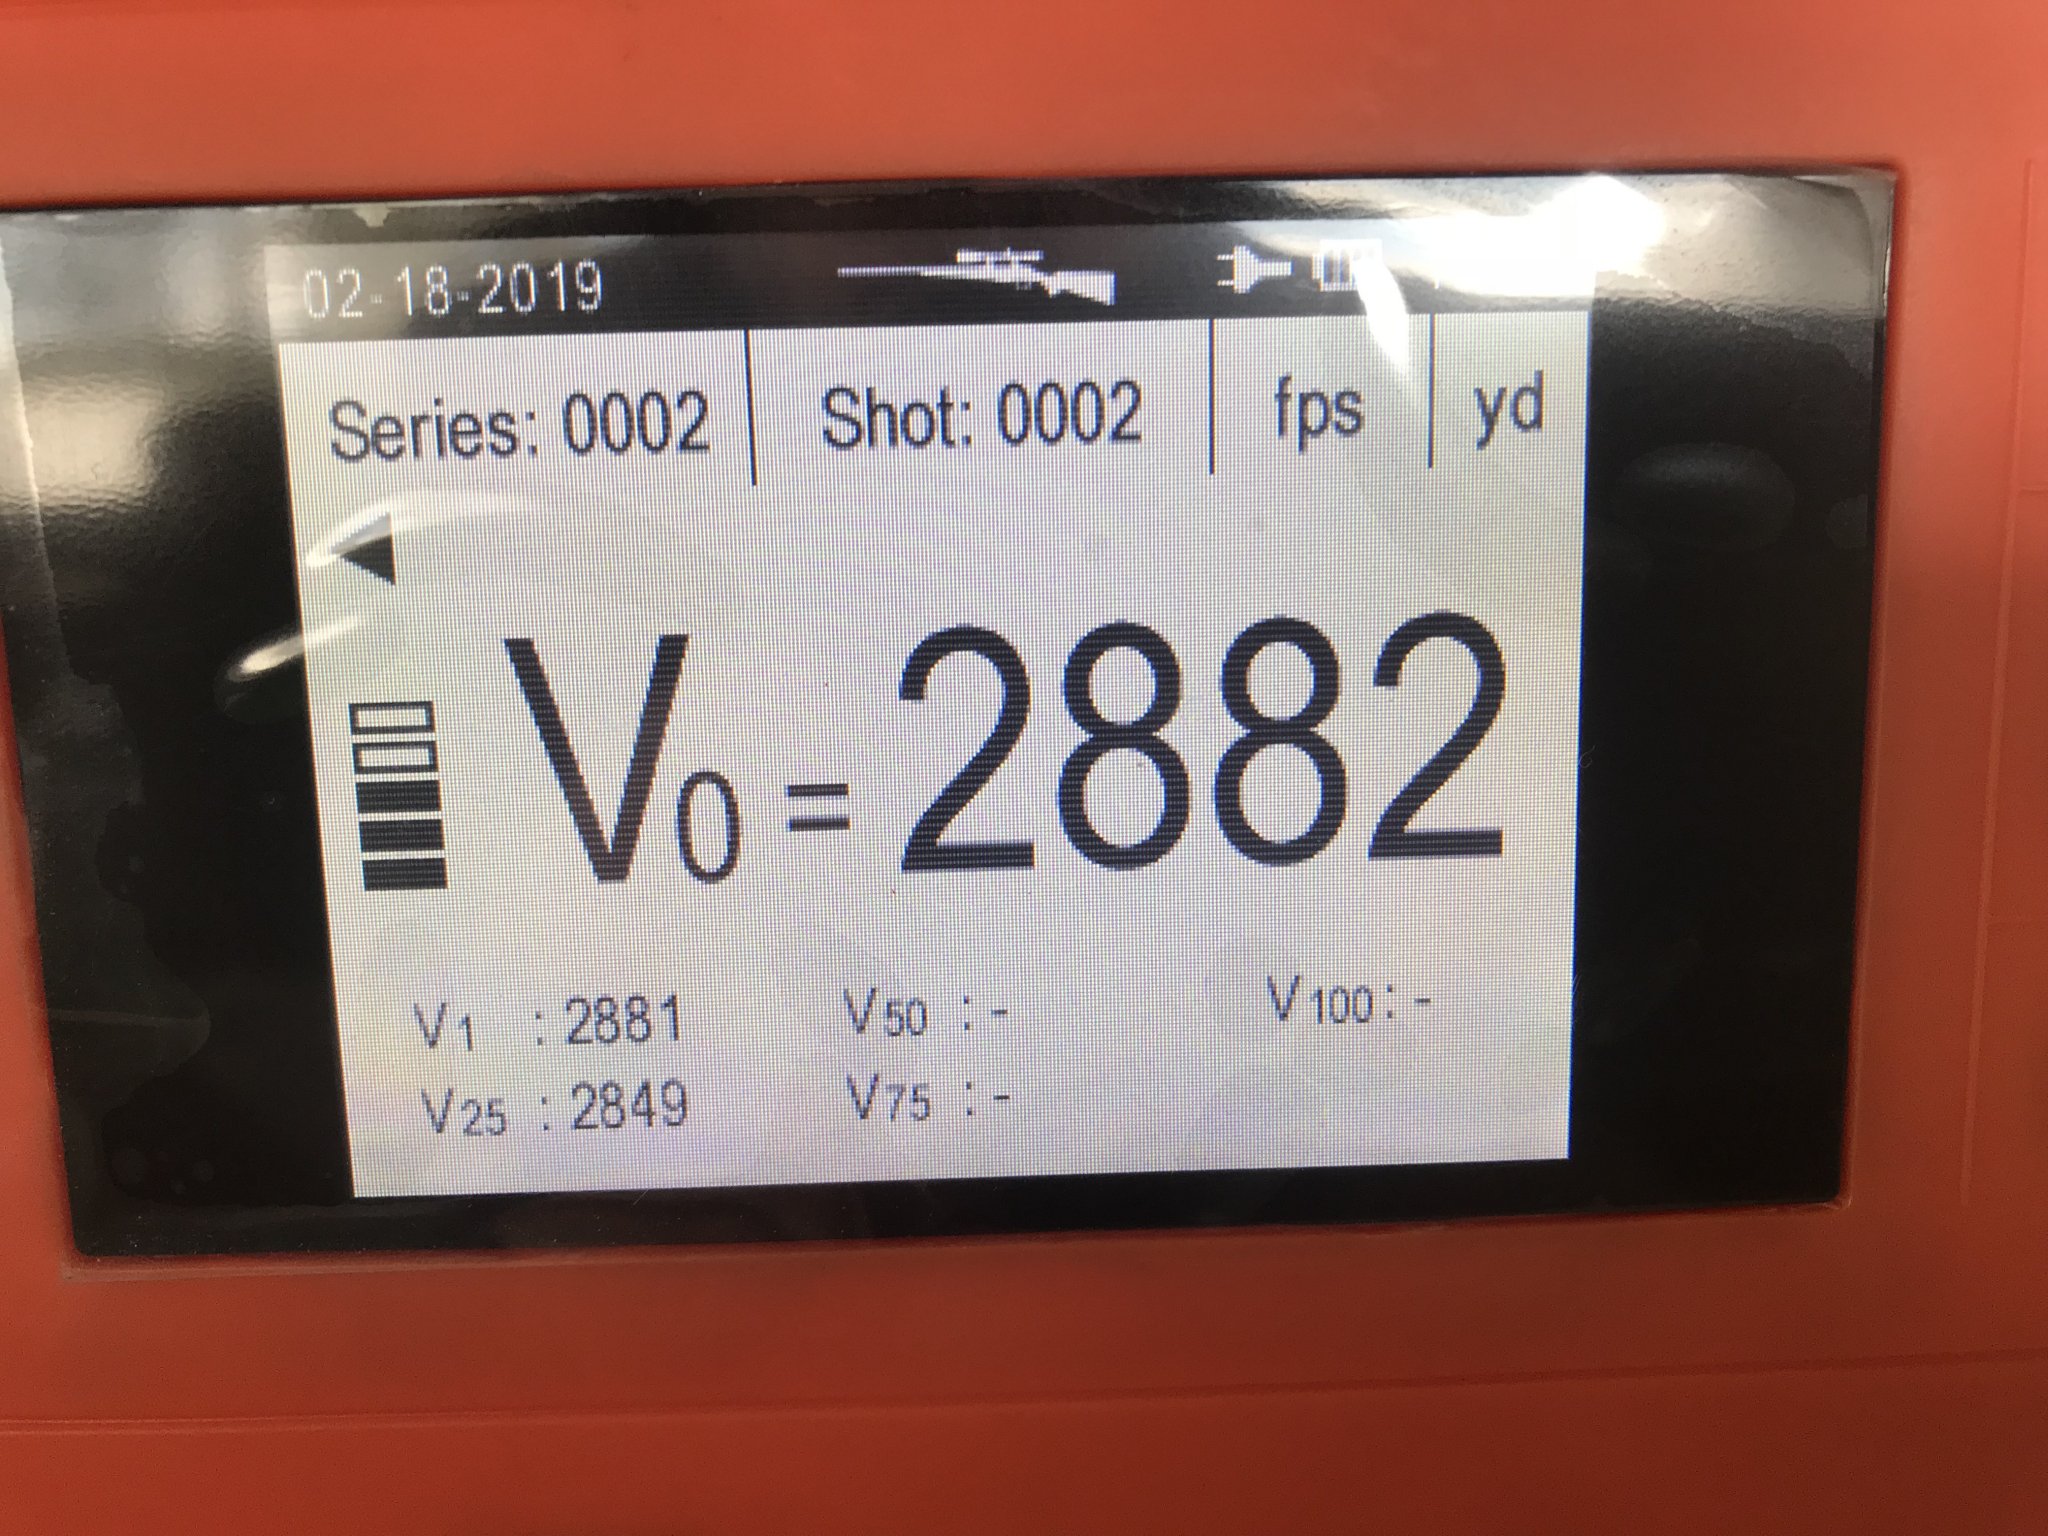 02-18-2019
Series: 0002 Shot: 0002 fps yd
V0 = 2882
V1 : 2881 V50 : - V100 : -
V25 : 2849 V75 : -